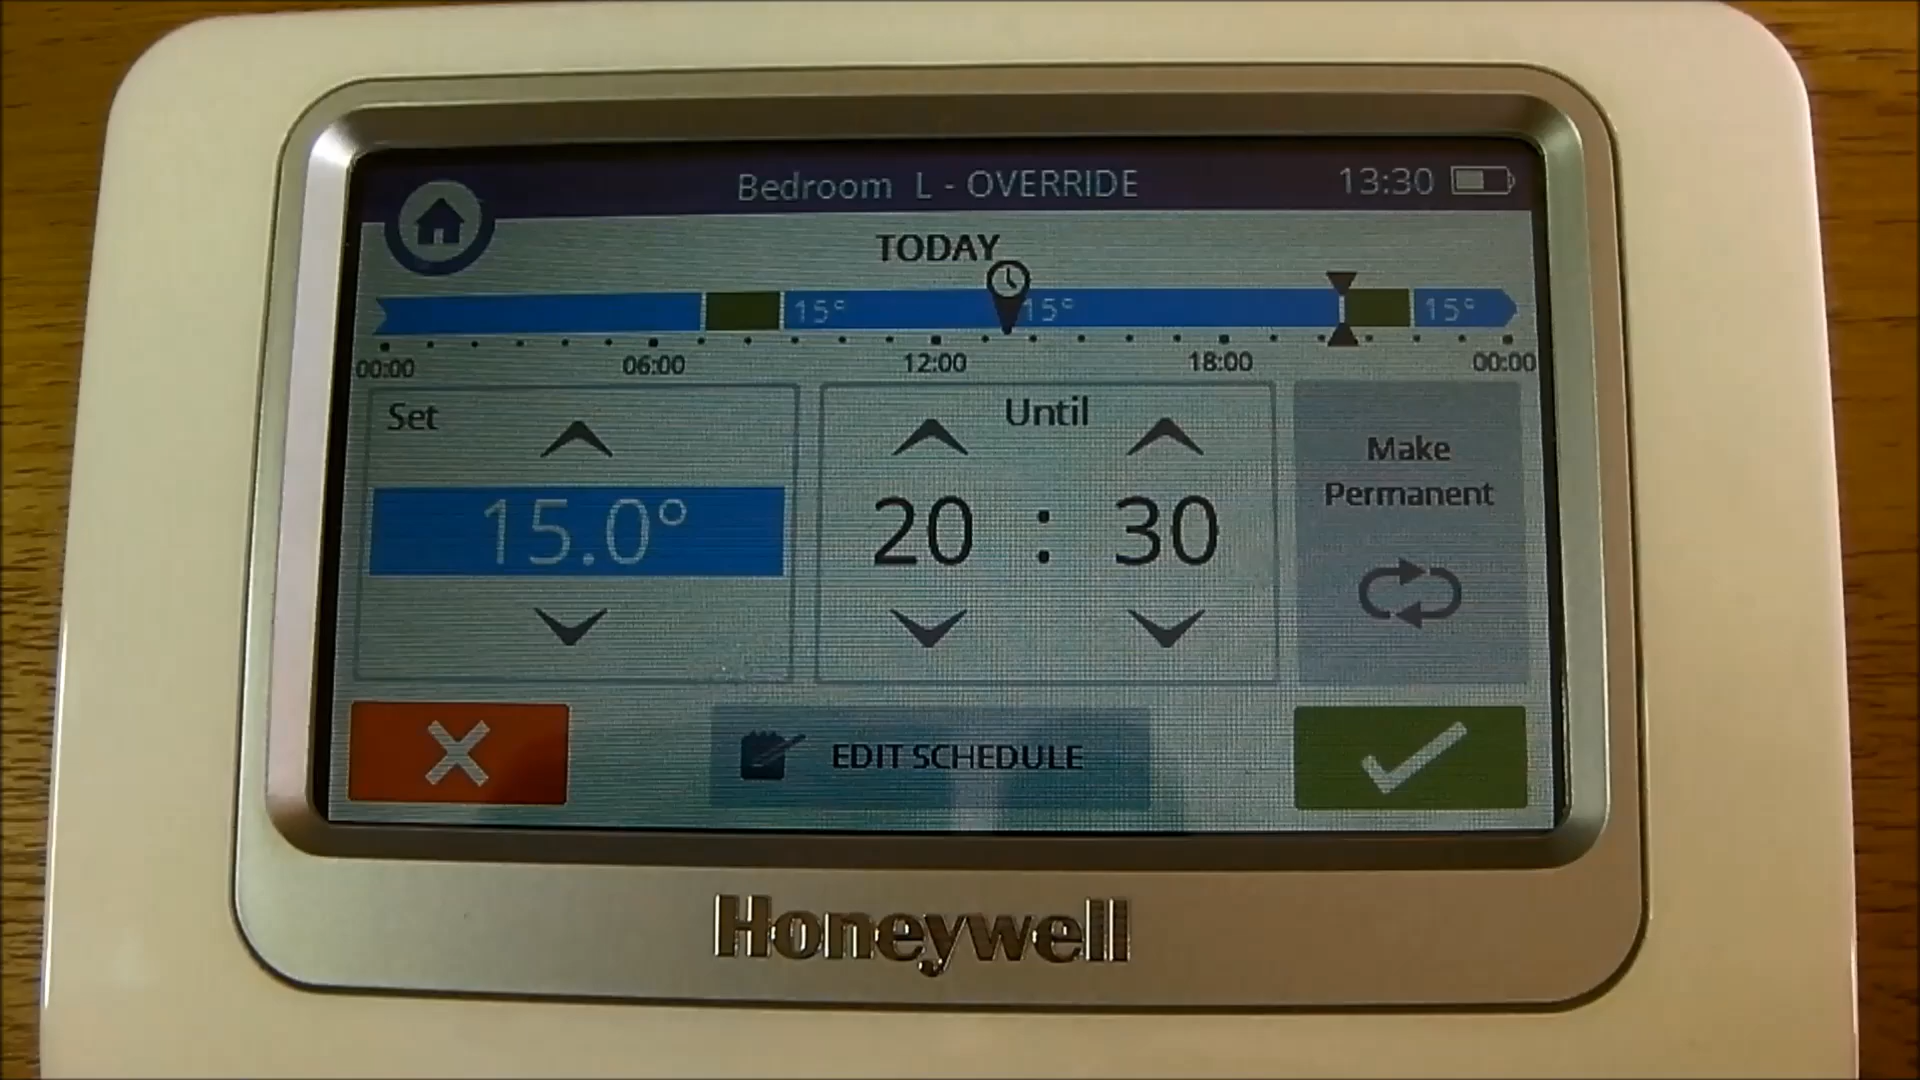 Bedroom L - OVERRIDE
13:30
TODAY
15° 15° 15°
00:00 06:00 12:00 18:00 00:00
Set
15.0°
Until
20 : 30
Make
Permanent
EDIT SCHEDULE
Honeywell